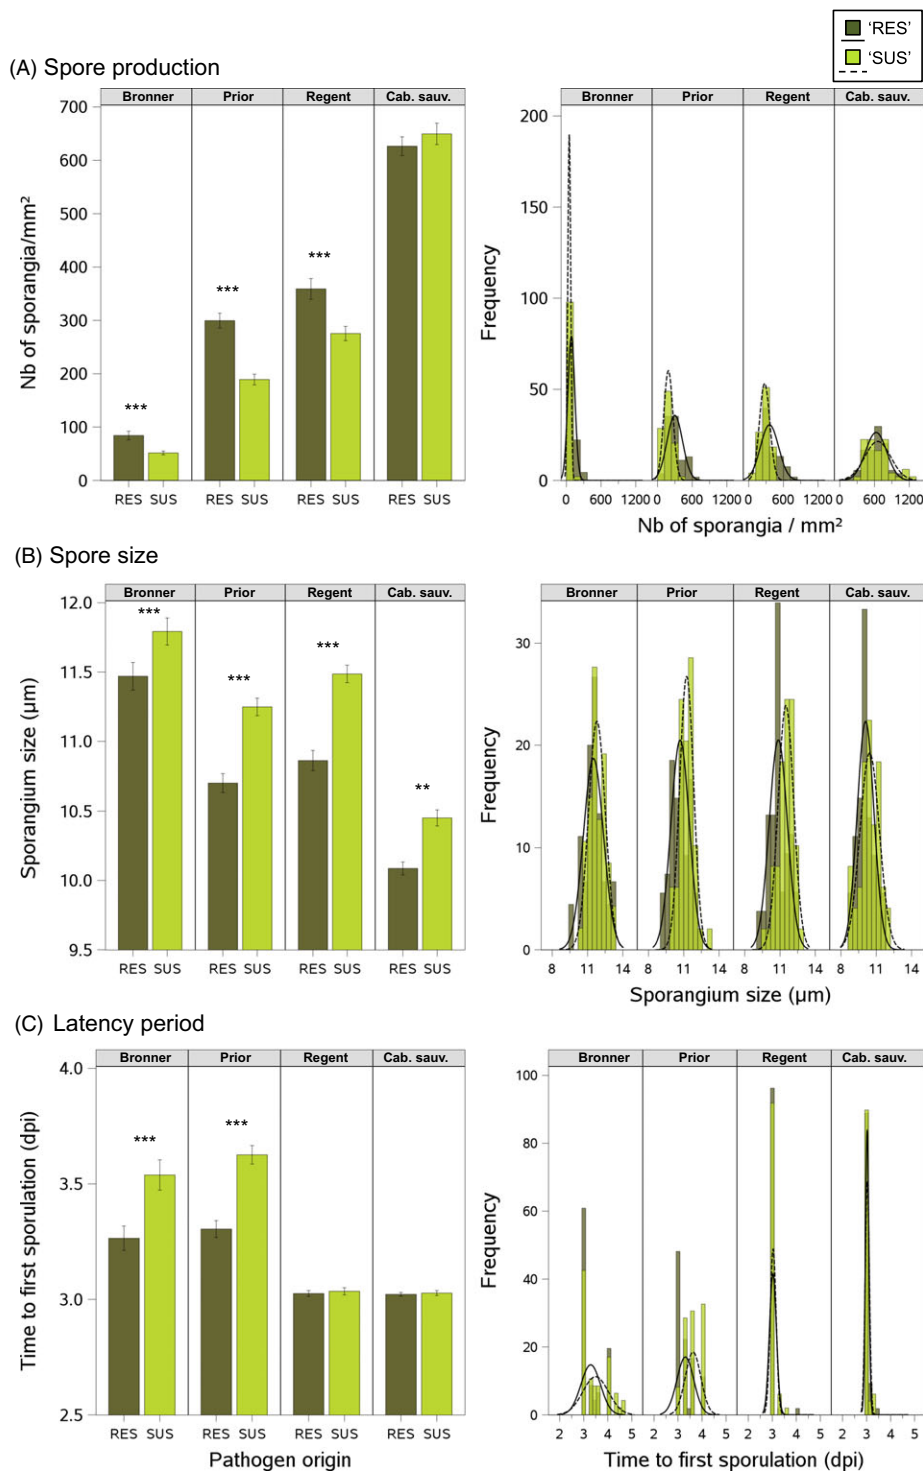 'RES'
'SUS'
(A) Spore production
Bronner Prior Regent Cab. sauv.
700
600
500
400
300
200
100
0
Nb of sporangia/mm²
***
***
***
RES SUS RES SUS RES SUS RES SUS
Bronner Prior Regent Cab. sauv.
200
150
100
50
0
Frequency
0 600 1200 0 600 1200 0 600 1200 0 600 1200
Nb of sporangia / mm²
(B) Spore size
Bronner Prior Regent Cab. sauv.
12.0
11.5
11.0
10.5
10.0
9.5
Sporangium size (µm)
***
***
***
**
RES SUS RES SUS RES SUS RES SUS
Bronner Prior Regent Cab. sauv.
30
20
10
0
Frequency
8 11 14 8 11 14 8 11 14 8 11 14
Sporangium size (µm)
(C) Latency period
Bronner Prior Regent Cab. sauv.
4.0
3.5
3.0
2.5
Time to first sporulation (dpi)
***
***
RES SUS RES SUS RES SUS RES SUS
Pathogen origin
Bronner Prior Regent Cab. sauv.
100
80
60
40
20
0
Frequency
2 3 4 5 2 3 4 5 2 3 4 5 2 3 4 5
Time to first sporulation (dpi)